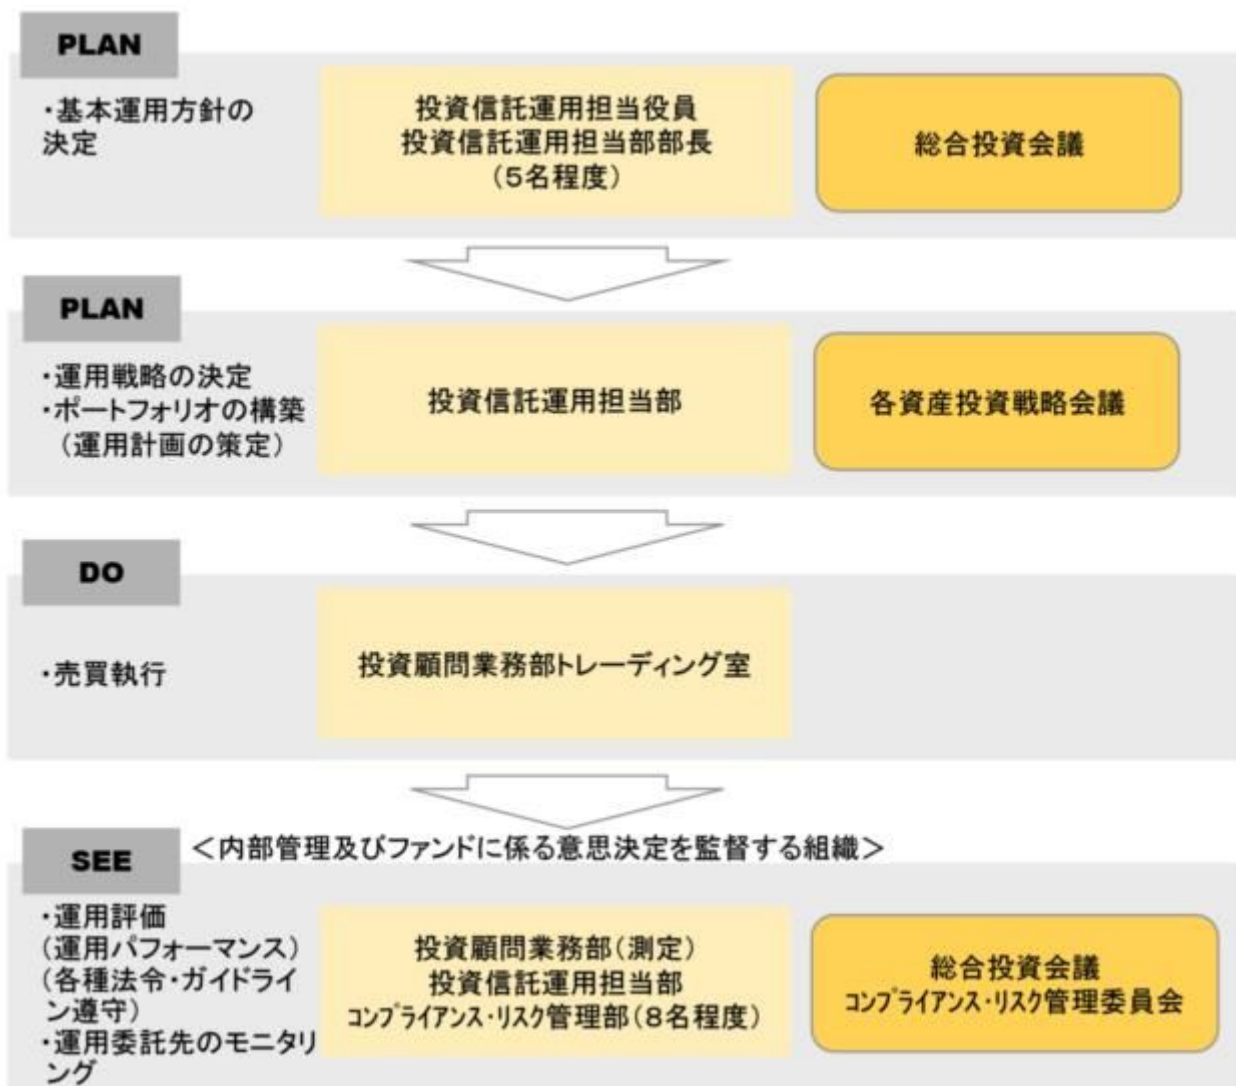 PLAN
・基本運用方針の
決定
投資信託運用担当役員
投資信託運用担当部部長
（５名程度）
総合投資会議
PLAN
・運用戦略の決定
・ポートフォリオの構築
（運用計画の策定）
投資信託運用担当部
各資産投資戦略会議
DO
・売買執行
投資顧問業務部トレーディング室
SEE
＜内部管理及びファンドに係る意思決定を監督する組織＞
・運用評価
(運用パフォーマンス)
(各種法令・ガイドライ
ン遵守)
・運用委託先のモニタリ
ング
投資顧問業務部(測定)
投資信託運用担当部
ｺﾝﾌﾟﾗｲｱﾝｽ・ﾘｽｸ管理部(８名程度)
総合投資会議
ｺﾝﾌﾟﾗｲｱﾝｽ・ﾘｽｸ管理委員会